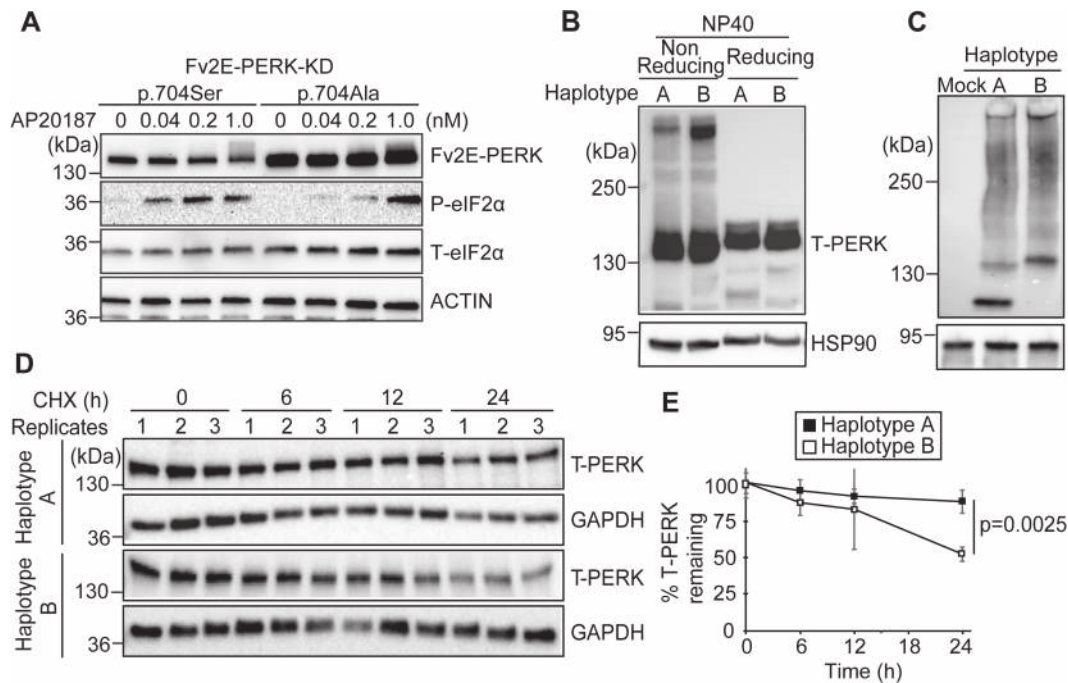 A
Fv2E-PERK-KD
p.704Ser p.704Ala
AP20187 0 0.04 0.2 1.0 0 0.04 0.2 1.0 (nM)
(kDa)
Fv2E-PERK
130
36
P-eIF2α
36
T-eIF2α
ACTIN
36
B
NP40
Non Reducing
Reducing
Haplotype A B A B
(kDa)
250
T-PERK
130
95
HSP90
C
Haplotype
Mock A B
(kDa)
250
130
95
D
CHX (h) 0 6 12 24
Replicates 1 2 3 1 2 3 1 2 3 1 2 3
Haplotype A
(kDa)
T-PERK
130
GAPDH
36
Haplotype B
T-PERK
130
GAPDH
36
E
Haplotype A
Haplotype B
% T-PERK remaining
100
75
50
25
0
p=0.0025
0 6 12 18 24
Time (h)